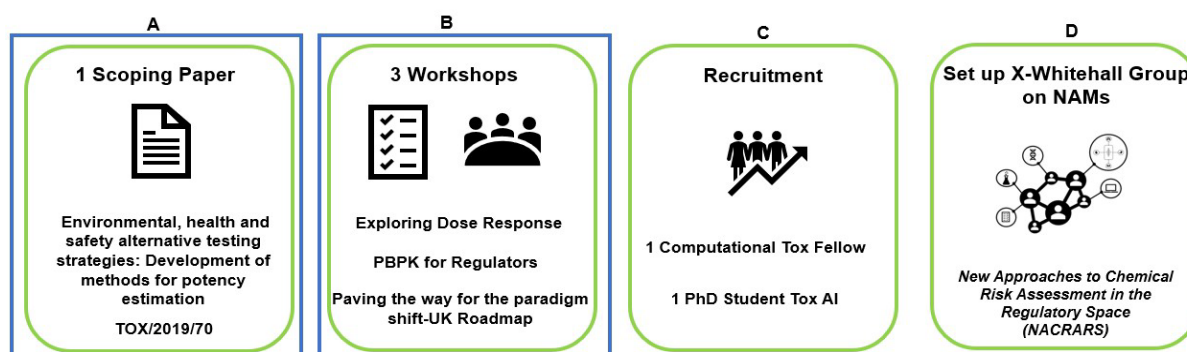 A
1 Scoping Paper
Environmental, health and
safety alternative testing
strategies: Development of
methods for potency
estimation
TOX/2019/70
B
3 Workshops
Exploring Dose Response
PBPK for Regulators
Paving the way for the paradigm
shift-UK Roadmap
C
Recruitment
1 Computational Tox Fellow
1 PhD Student Tox AI
D
Set up X-Whitehall Group
on NAMs
New Approaches to Chemical
Risk Assessment in the
Regulatory Space
(NACRARS)